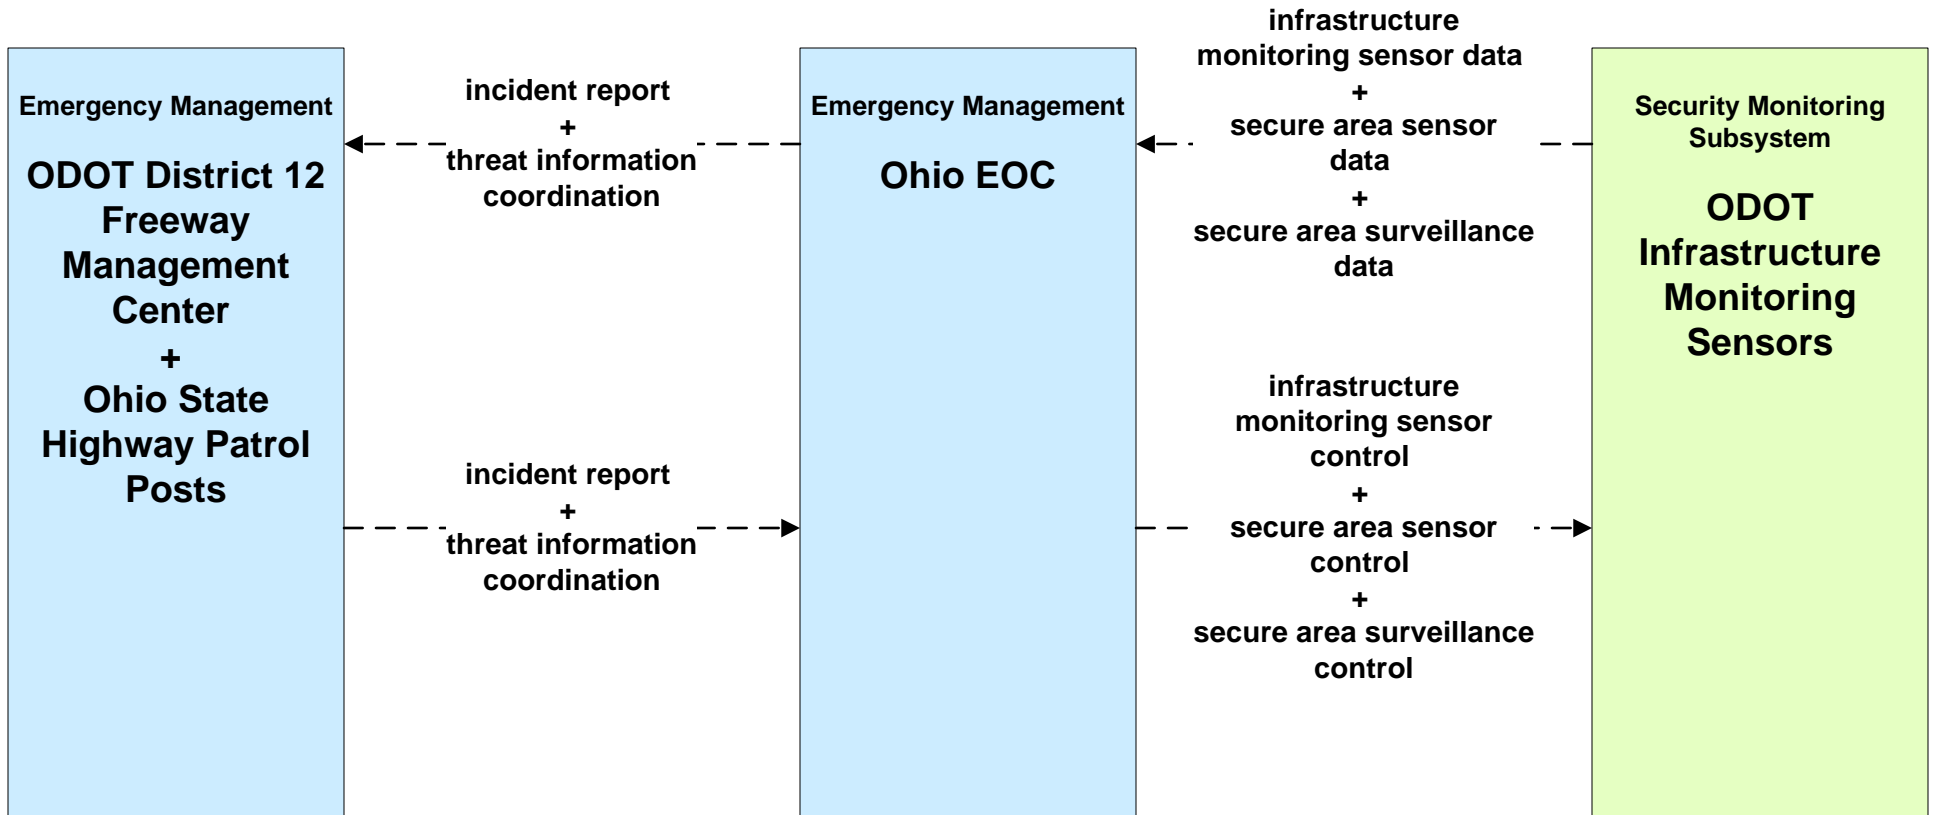 Emergency Management
ODOT District 12
Freeway
Management
Center
+
Ohio State
Highway Patrol
Posts
incident report
+
threat information
coordination
incident report
+
threat information
coordination
Emergency Management
Ohio EOC
infrastructure
monitoring sensor data
+
secure area sensor
data
+
secure area surveillance
data
infrastructure
monitoring sensor
control
+
secure area sensor
control
+
secure area surveillance
control
Security Monitoring
Subsystem
ODOT
Infrastructure
Monitoring
Sensors